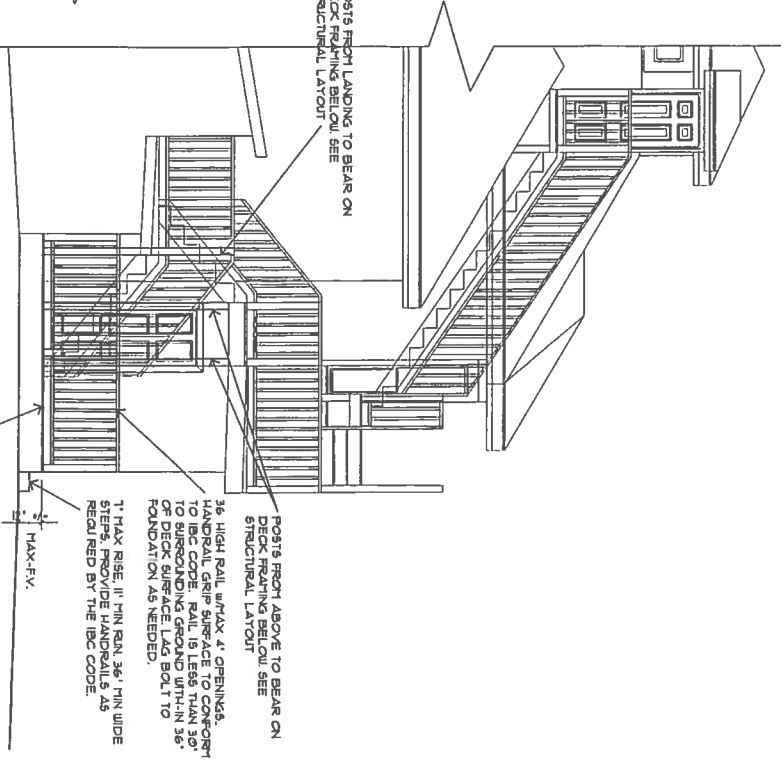 POSTS FROM LANDING TO BEAR ON
DECK FRAMING BELOW. SEE
STRUCTURAL LAYOUT
POSTS FROM ABOVE TO BEAR ON
DECK FRAMING BELOW. SEE
STRUCTURAL LAYOUT
36 HIGH RAIL w/MAX 4" OPENINGS.
HANDRAIL GRIP SURFACE TO CONFORM
TO IBC CODE. RAIL IS LESS THAN 30"
TO SURROUNDING GROUND WITH-IN 36"
OF DECK SURFACE. LAG BOLT TO
FOUNDATION AS NEEDED.
MAX-F.V.
7" MAX RISE, 11" MIN RUN. 36" MIN WIDE
STEPS. PROVIDE HANDRAILS AS
REQUIRED BY THE IBC CODE.